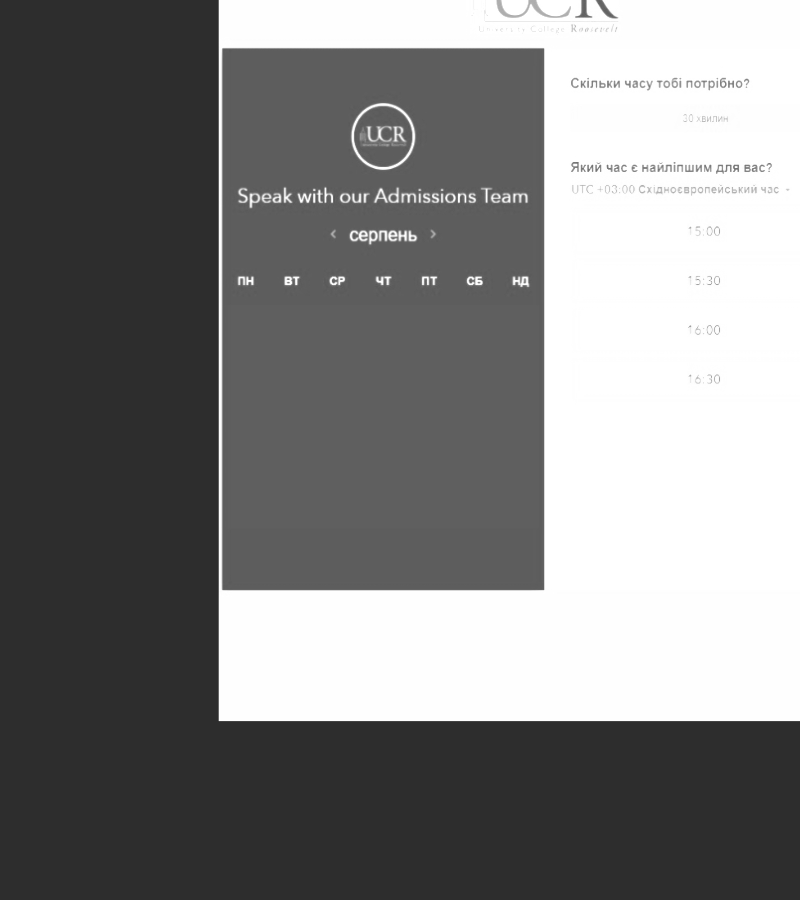 UCR
University College Roosevelt
UCR
Speak with our Admissions Team
< серпень >
ПН ВТ СР ЧТ ПТ СБ НД
Скільки часу тобі потрібно?
30 хвилин
Який час є найліпшим для вас?
UTC +03:00 Східноєвропейський час
15:00
15:30
16:00
16:30